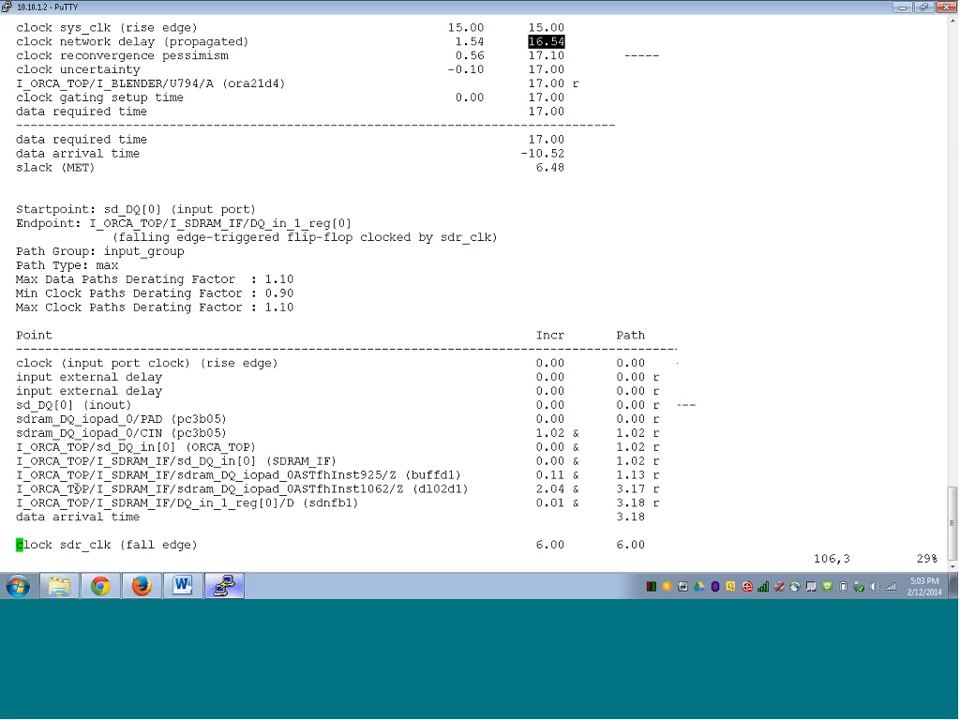 10.10.1.2 - PuTTY
clock sys_clk (rise edge) 15.00 15.00
clock network delay (propagated) 1.54 16.54
clock reconvergence pessimism 0.56 17.10 -----
clock uncertainty -0.10 17.00
I_ORCA_TOP/I_BLENDER/U794/A (ora21d4) 17.00 r
clock gating setup time 0.00 17.00
data required time 17.00
--------------------------------------------------------------------------------
data required time 17.00
data arrival time -10.52
slack (MET) 6.48
Startpoint: sd_DQ[0] (input port)
Endpoint: I_ORCA_TOP/I_SDRAM_IF/DQ_in_1_reg[0]
(falling edge-triggered flip-flop clocked by sdr_clk)
Path Group: input_group
Path Type: max
Max Data Paths Derating Factor : 1.10
Min Clock Paths Derating Factor : 0.90
Max Clock Paths Derating Factor : 1.10
Point Incr Path
--------------------------------------------------------------------------------
clock (input port clock) (rise edge) 0.00 0.00
input external delay 0.00 0.00 r
input external delay 0.00 0.00 r
sd_DQ[0] (inout) 0.00 0.00 r ---
sdram_DQ_iopad_0/PAD (pc3b05) 0.00 0.00 r
sdram_DQ_iopad_0/CIN (pc3b05) 1.02 & 1.02 r
I_ORCA_TOP/sd_DQ_in[0] (ORCA_TOP) 0.00 & 1.02 r
I_ORCA_TOP/I_SDRAM_IF/sd_DQ_in[0] (SDRAM_IF) 0.00 & 1.02 r
I_ORCA_TOP/I_SDRAM_IF/sdram_DQ_iopad_0ASTfhInst925/Z (buffd1) 0.11 & 1.13 r
I_ORCA_TOP/I_SDRAM_IF/sdram_DQ_iopad_0ASTfhInst1062/Z (dl02d1) 2.04 & 3.17 r
I_ORCA_TOP/I_SDRAM_IF/DQ_in_1_reg[0]/D (sdnfb1) 0.01 & 3.18 r
data arrival time 3.18
clock sdr_clk (fall edge) 6.00 6.00
106,3 29%
5:03 PM
2/12/2014